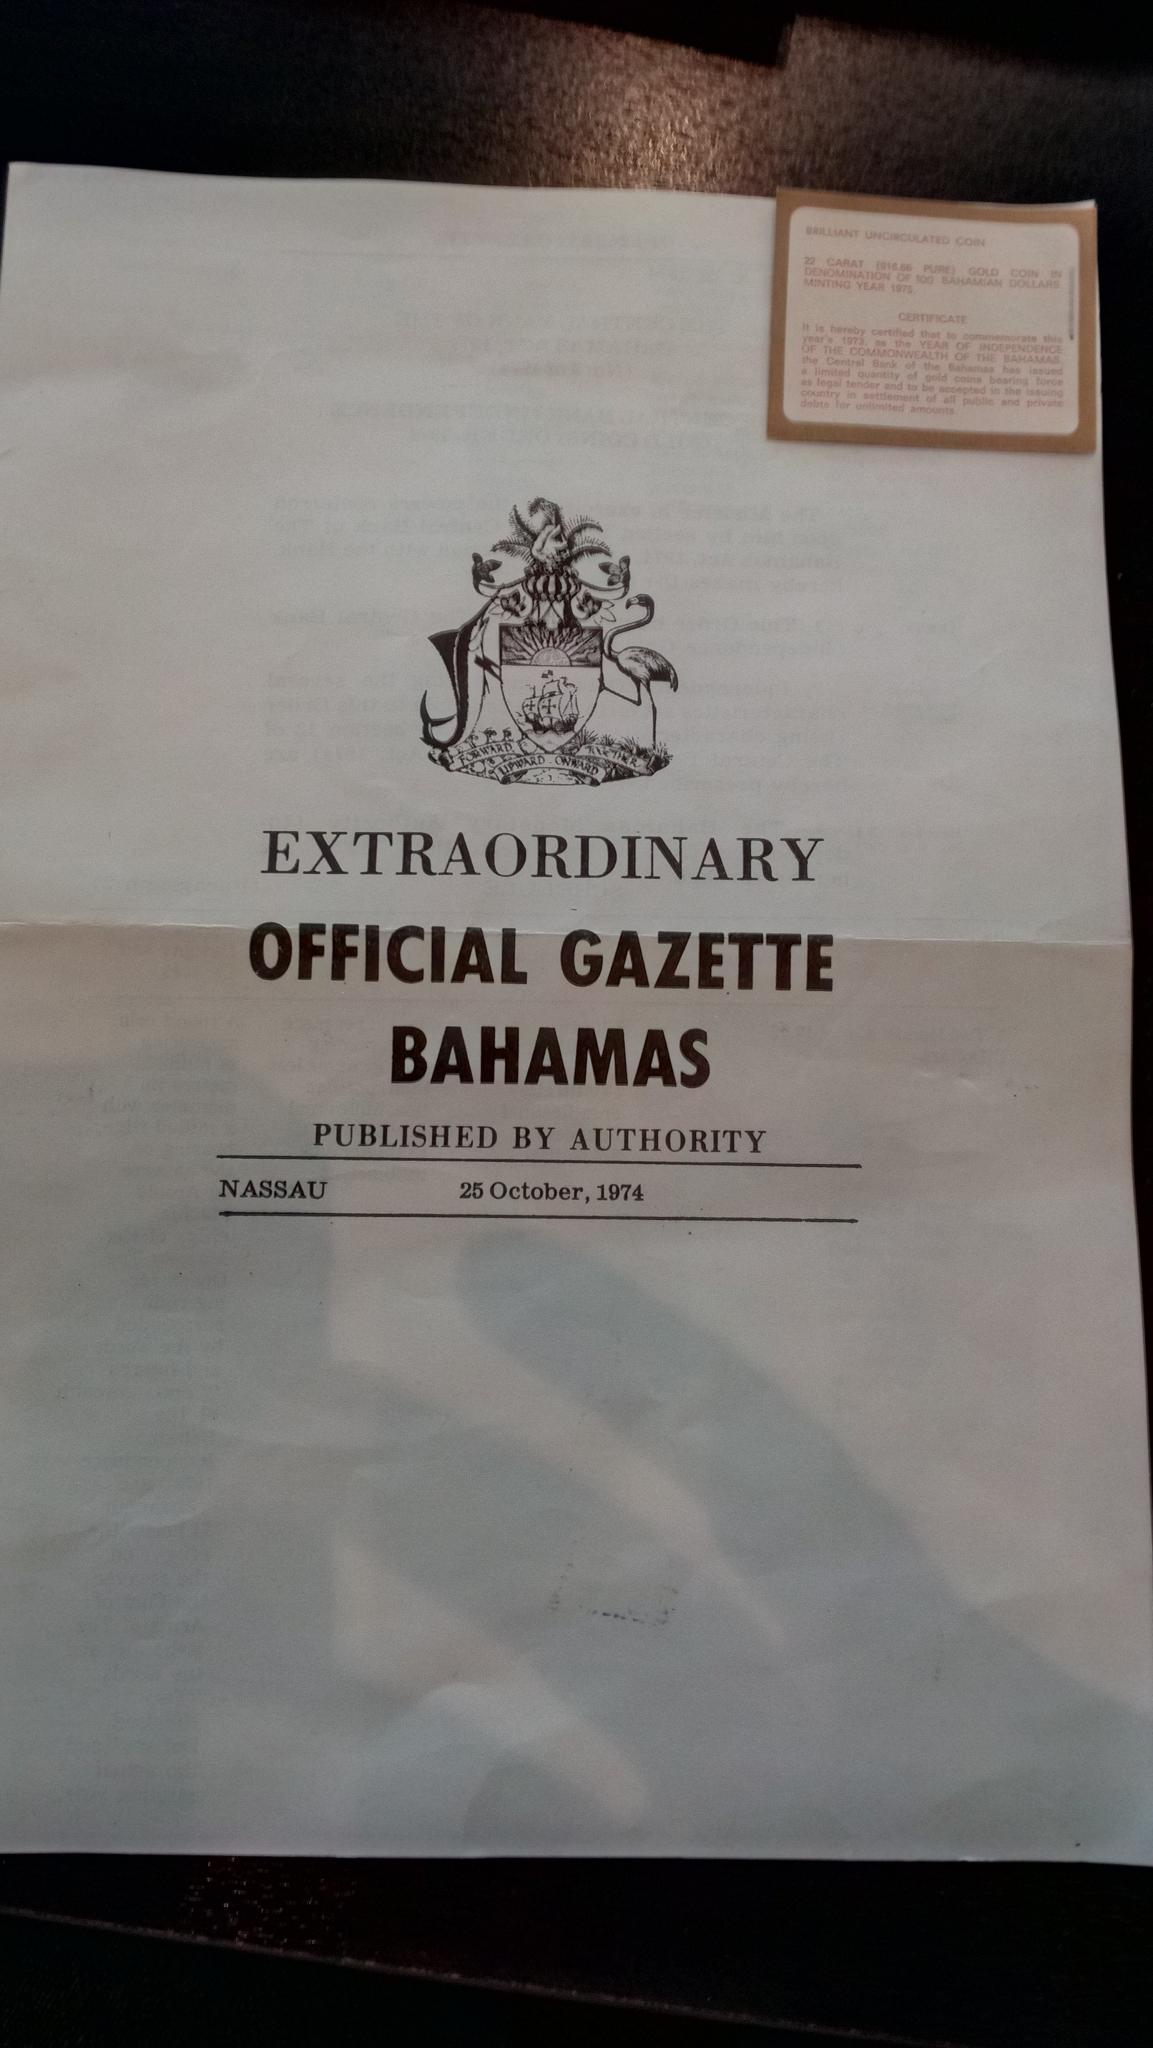 BRILLIANT UNCIRCULATED COIN
22 CARAT (916.66 PURE) GOLD COIN IN
DENOMINATION OF 100 BAHAMIAN DOLLARS.
MINTING YEAR 1975.
CERTIFICATE
It is hereby certified that to commemorate this
year's 1973, as the YEAR OF INDEPENDENCE
OF THE COMMONWEALTH OF THE BAHAMAS,
the Central Bank of the Bahamas has issued
a limited quantity of gold coins bearing force
as legal tender and to be accepted in the issuing
country in settlement of all public and private
debts for unlimited amounts.
FORWARD UPWARD ONWARD TOGETHER
EXTRAORDINARY
OFFICIAL GAZETTE
BAHAMAS
PUBLISHED BY AUTHORITY
NASSAU 25 October, 1974